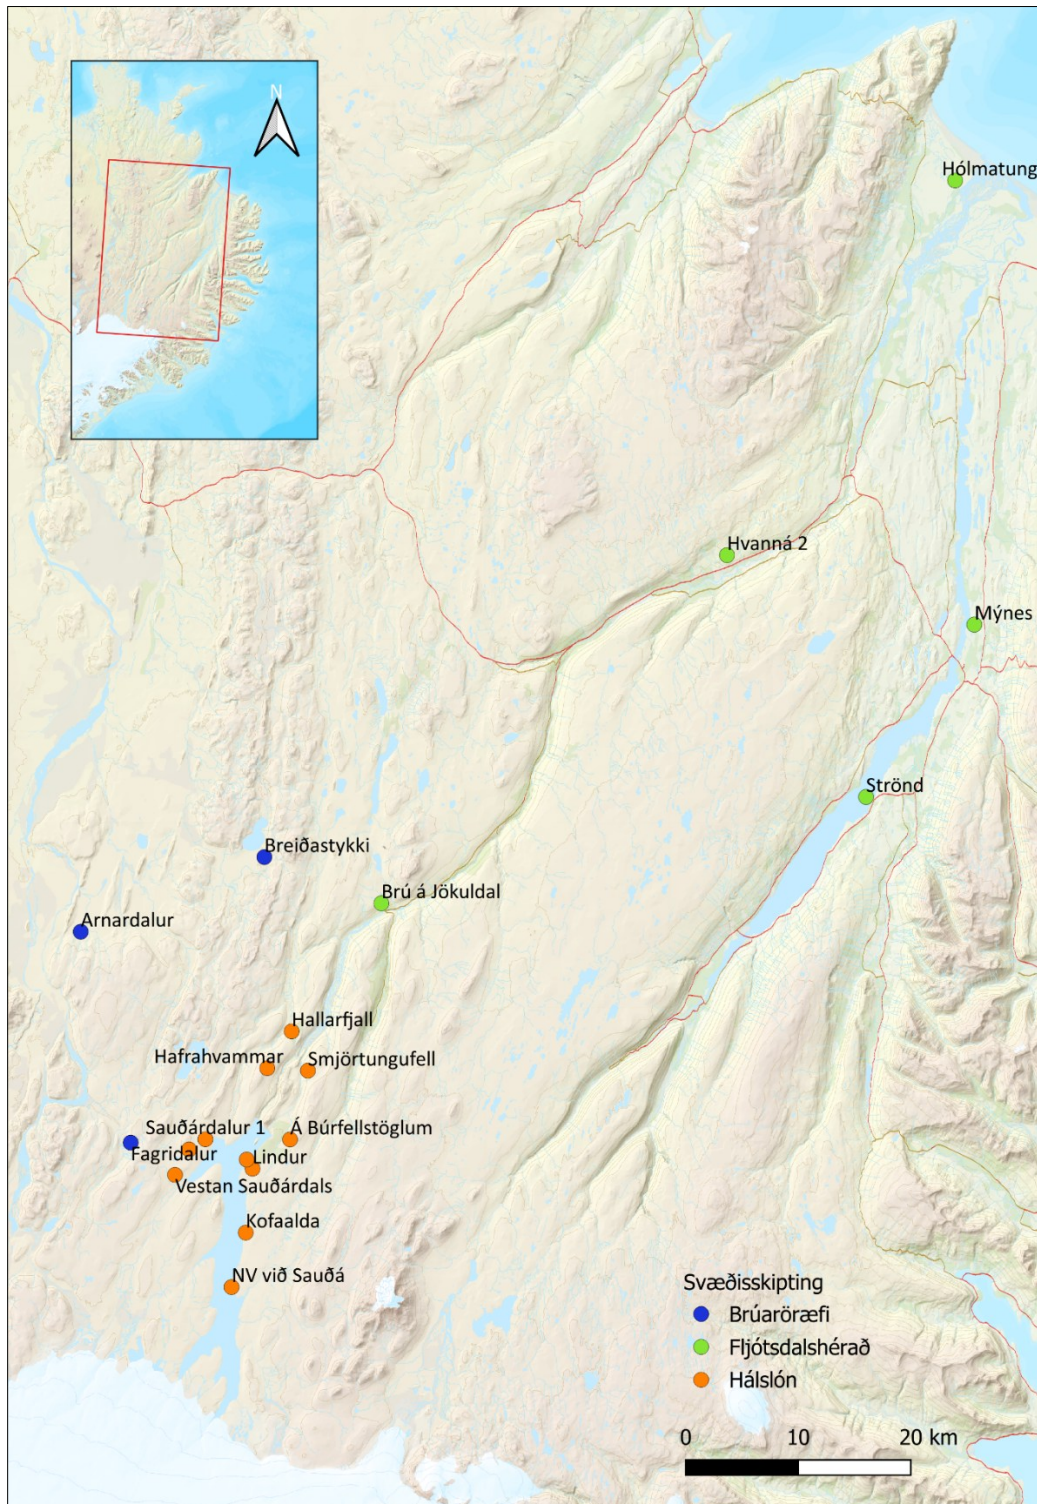 N
Hólmatung
Hvanná 2
Mýnes
Strönd
Breiðastykki
Brú á Jökuldal
Arnardalur
Hallarfjall
Hafrahvammar
Smjörtungufell
Sauðárdalur 1
Á Búrfellstöglum
Fagridalur
Lindur
Vestan Sauðárdals
Kofaalda
NV við Sauðá
Svæðisskipting
Brúaröræfi
Fljótsdalshérað
Hálslón
0 10 20 km